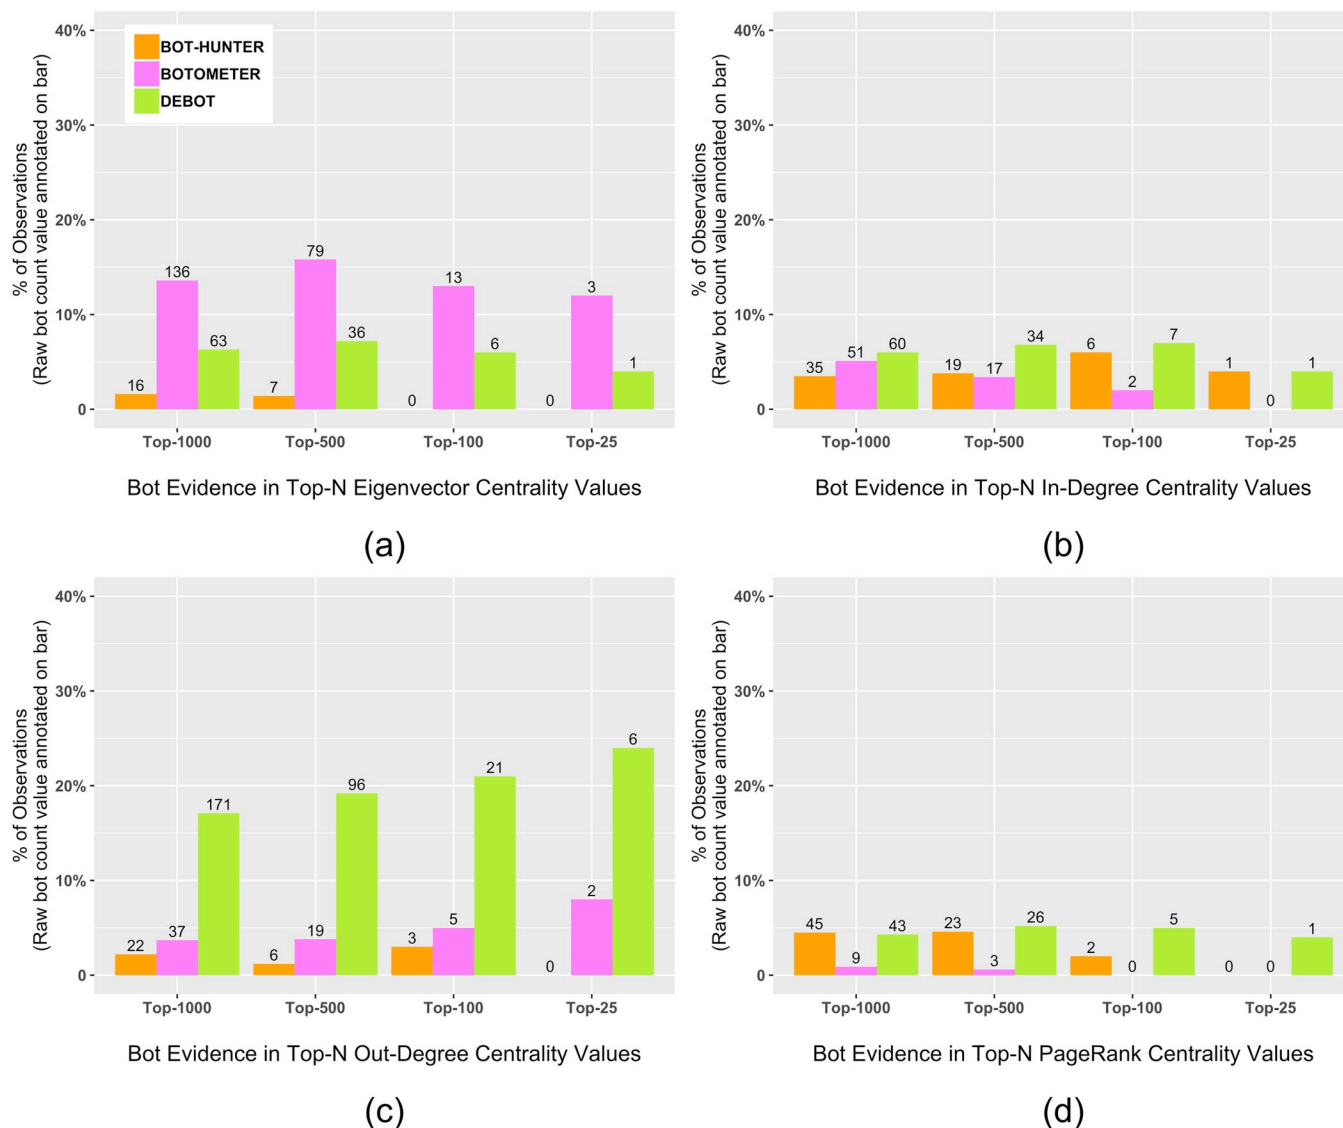 40%
30%
20%
10%
0
% of Observations
(Raw bot count value annotated on bar)
BOT-HUNTER
BOTOMETER
DEBOT
16 136 63 7 79 36 0 13 6 0 3 1
Top-1000 Top-500 Top-100 Top-25
Bot Evidence in Top-N Eigenvector Centrality Values
(a)
40%
30%
20%
10%
0
% of Observations
(Raw bot count value annotated on bar)
35 51 60 19 17 34 6 2 7 1 0 1
Top-1000 Top-500 Top-100 Top-25
Bot Evidence in Top-N In-Degree Centrality Values
(b)
40%
30%
20%
10%
0
% of Observations
(Raw bot count value annotated on bar)
22 37 171 6 19 96 3 5 21 0 2 6
Top-1000 Top-500 Top-100 Top-25
Bot Evidence in Top-N Out-Degree Centrality Values
(c)
40%
30%
20%
10%
0
% of Observations
(Raw bot count value annotated on bar)
45 9 43 23 3 26 2 0 5 0 0 1
Top-1000 Top-500 Top-100 Top-25
Bot Evidence in Top-N PageRank Centrality Values
(d)